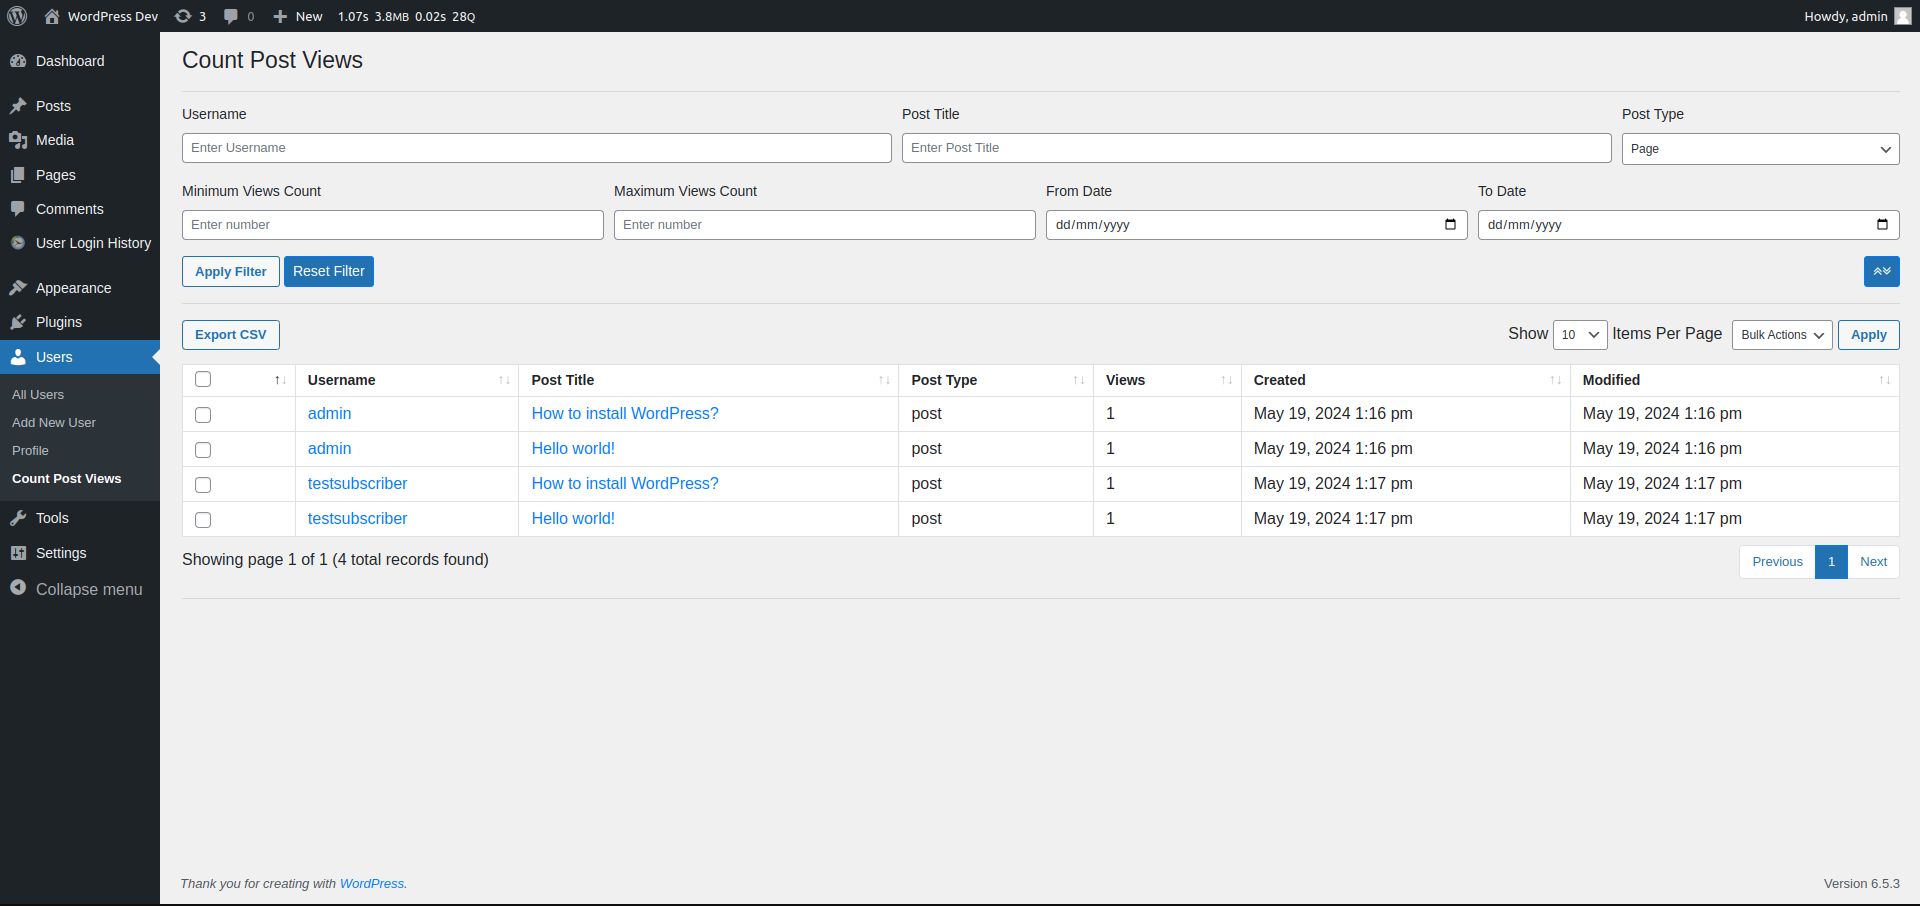 WordPress Dev 3 0 New 1.07s 3.8MB 0.02s 28Q Howdy, admin
Dashboard
Posts
Media
Pages
Comments
User Login History
Appearance
Plugins
Users
All Users
Add New User
Profile
Count Post Views
Tools
Settings
Collapse menu
Count Post Views
Username Post Title Post Type
Enter Username Enter Post Title Page
Minimum Views Count Maximum Views Count From Date To Date
Enter number Enter number dd/mm/yyyy dd/mm/yyyy
Apply Filter Reset Filter
Export CSV Show 10 Items Per Page Bulk Actions Apply
Username Post Title Post Type Views Created Modified
admin How to install WordPress? post 1 May 19, 2024 1:16 pm May 19, 2024 1:16 pm
admin Hello world! post 1 May 19, 2024 1:16 pm May 19, 2024 1:16 pm
testsubscriber How to install WordPress? post 1 May 19, 2024 1:17 pm May 19, 2024 1:17 pm
testsubscriber Hello world! post 1 May 19, 2024 1:17 pm May 19, 2024 1:17 pm
Showing page 1 of 1 (4 total records found) Previous 1 Next
Thank you for creating with WordPress. Version 6.5.3